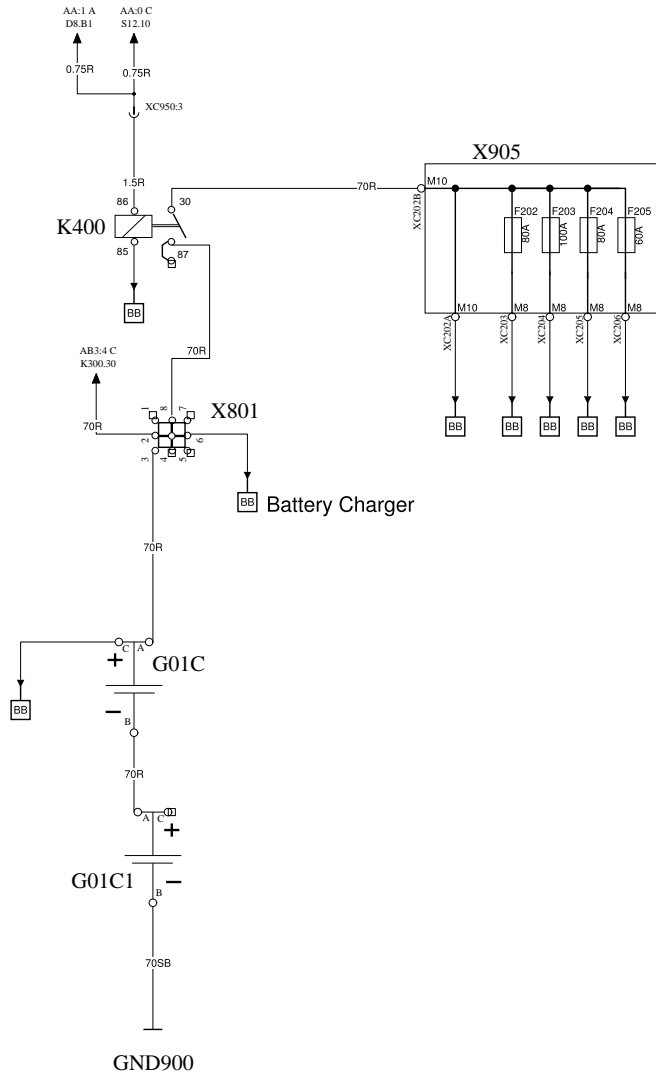 AA:1 A
D8.B1
AA:0 C
S12.10
0.75R
0.75R
XC950:3
1.5R
86
30
K400
85
87
BB
70R
X905
XC202B
M10
F202
80A
F203
100A
F204
80A
F205
60A
M10
M8
M8
M8
M8
XC202A
XC203
XC204
XC205
XC206
BB
BB
BB
BB
BB
70R
AB3:4 C
K300.30
70R
X801
1
8
7
2
6
3
4
5
BB
Battery Charger
70R
C
A
+
G01C
BB
−
B
70R
A
C
+
G01C1
−
B
70SB
GND900